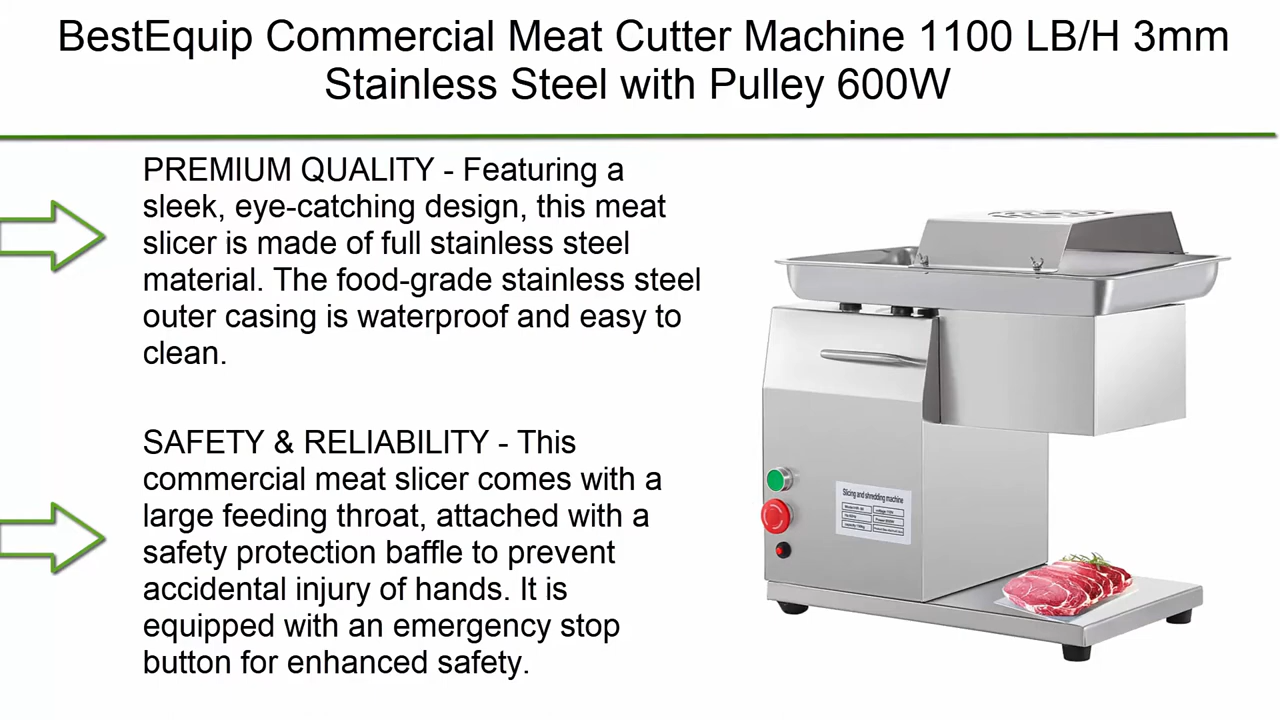 BestEquip Commercial Meat Cutter Machine 1100 LB/H 3mm
Stainless Steel with Pulley 600W
PREMIUM QUALITY - Featuring a
sleek, eye-catching design, this meat
slicer is made of full stainless steel
material. The food-grade stainless steel
outer casing is waterproof and easy to
clean.
SAFETY & RELIABILITY - This
commercial meat slicer comes with a
large feeding throat, attached with a
safety protection baffle to prevent
accidental injury of hands. It is
equipped with an emergency stop
button for enhanced safety.
Slicing and shredding machine